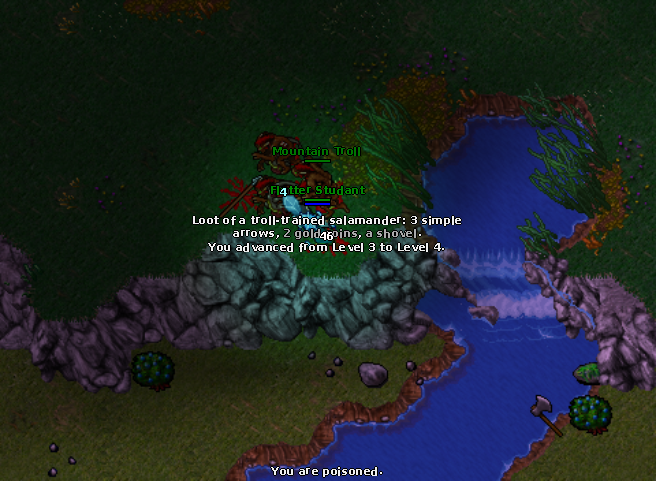 Mountain Troll
Flatter Studant
4
Loot of a troll-trained salamander: 3 simple
arrows, 2 gold coins, a shovel.
46
You advanced from Level 3 to Level 4.
You are poisoned.